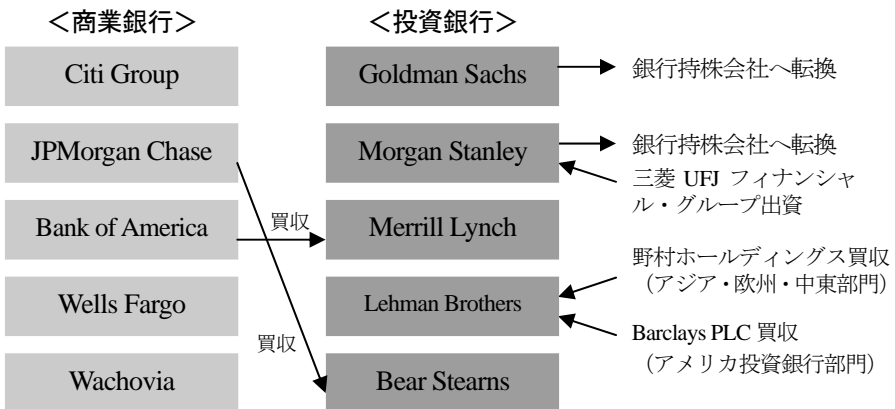 ＜商業銀行＞
＜投資銀行＞
Citi Group
Goldman Sachs
銀行持株会社へ転換
JPMorgan Chase
Morgan Stanley
銀行持株会社へ転換
三菱 UFJ フィナンシャ
ル・グループ出資
Bank of America
買収
Merrill Lynch
野村ホールディングス買収
（アジア・欧州・中東部門）
Wells Fargo
Lehman Brothers
Barclays PLC 買収
（アメリカ投資銀行部門）
買収
Wachovia
Bear Stearns